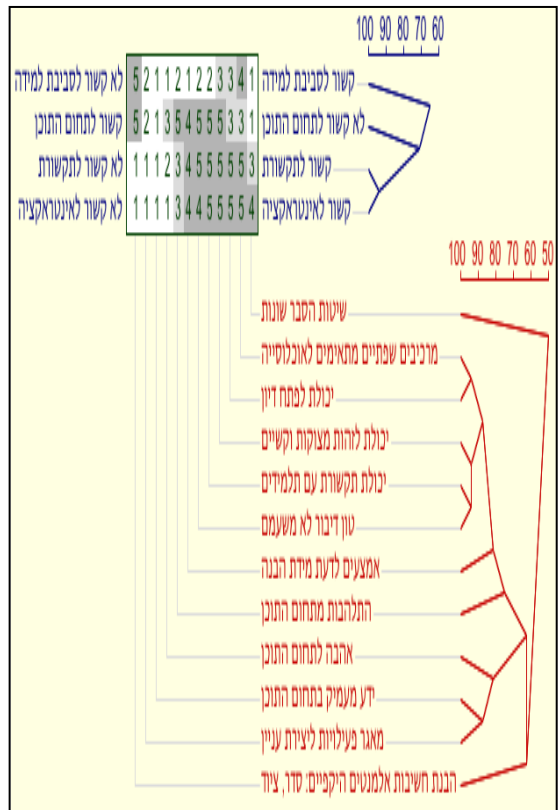 100 90 80 70 60
לא קשור לסביבת למידה 5 2 1 1 2 1 2 2 3 3 4 1 קשור לסביבת למידה
קשור לתחום התוכן 5 2 1 3 5 4 5 5 5 3 3 1 לא קשור לתחום התוכן
לא קשור לתקשורת 1 1 1 2 3 4 5 5 5 5 5 3 קשור לתקשורת
לא קשור לאינטראקציה 1 1 1 1 3 4 4 5 5 5 5 4 קשור לאינטראקציה
100 90 80 70 60 50
שיטות הסבר שונות
מרכיבים שפתיים מתאימים לאוכלוסייה
יכולת לפתח דיון
יכולת לזהות מצוקות וקשיים
יכולת תקשורת עם תלמידים
טון דיבור לא משעמם
אמצעים לדעת מידת הבנה
התלהבות מתחום התוכן
אהבה לתחום התוכן
ידע מעמיק בתחום התוכן
מאגר פעילויות ליצירת עניין
הבנת חשיבות אלמנטים היקפיים: סדר, ציוד